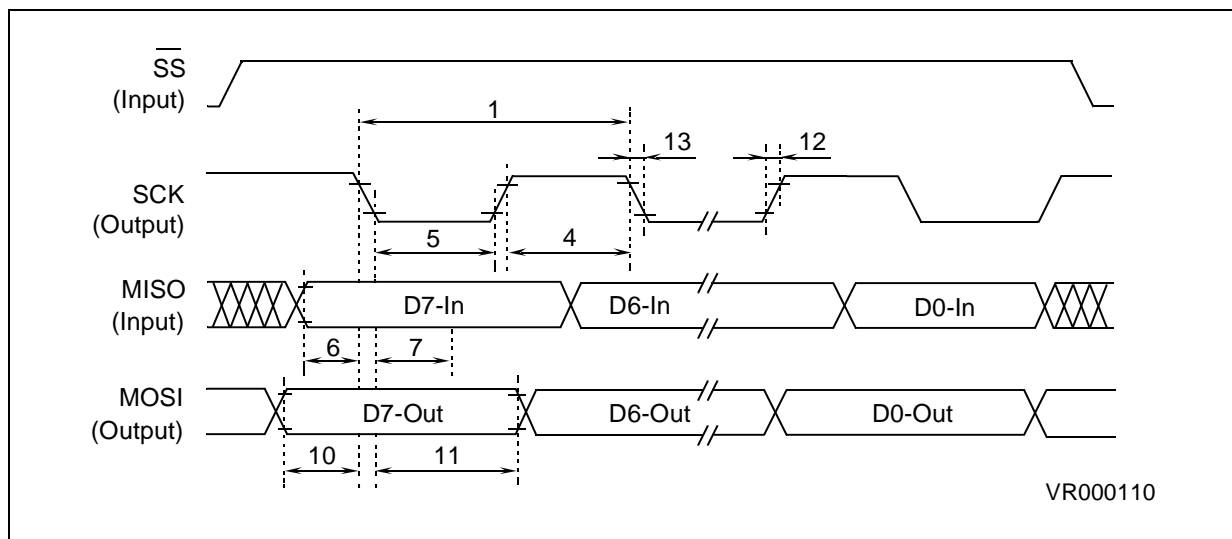 SS
(Input)
1
13
12
SCK
(Output)
5
4
MISO
(Input)
D7-In
D6-In
D0-In
6
7
MOSI
(Output)
D7-Out
D6-Out
D0-Out
10
11
VR000110